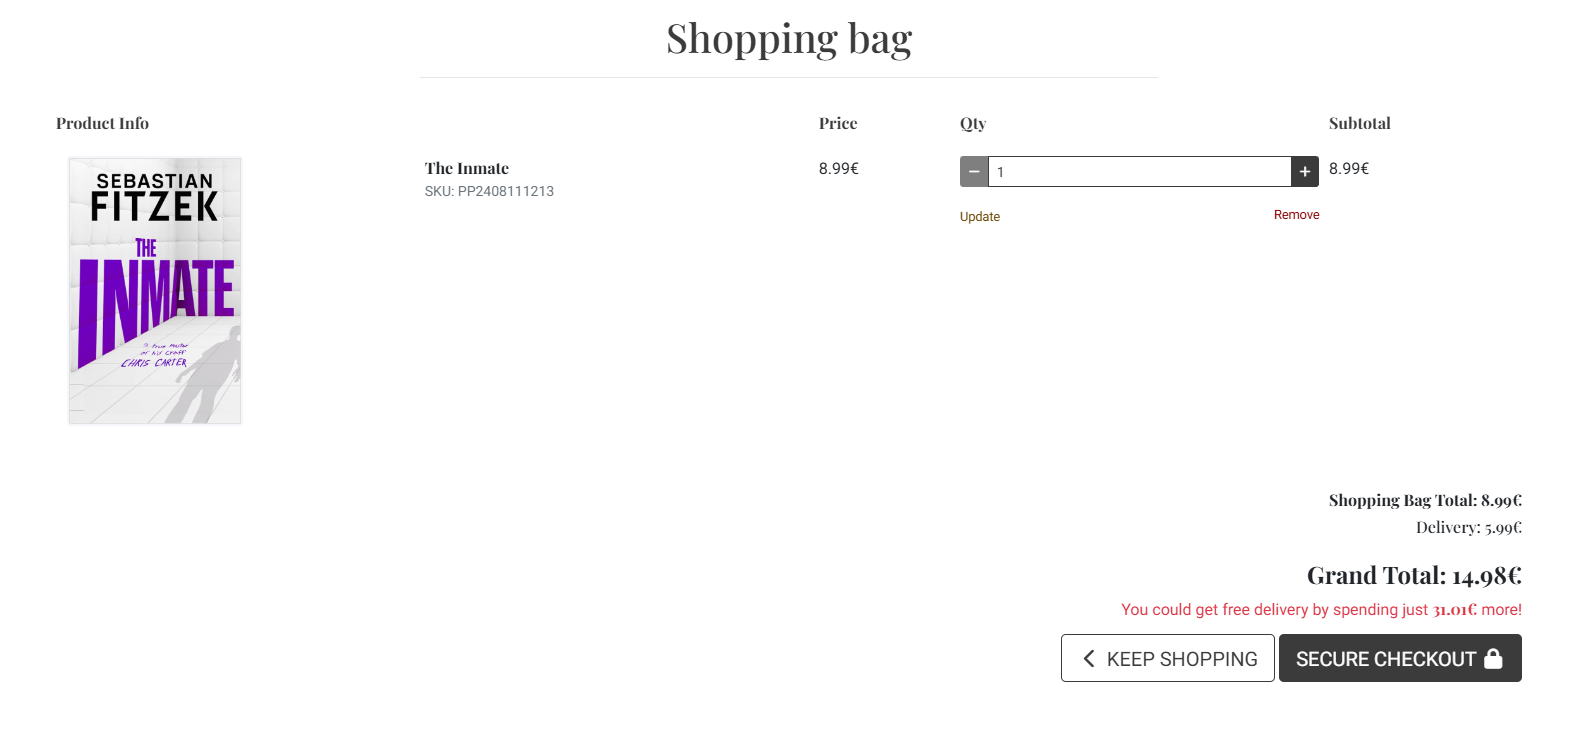 Shopping bag
Product Info Price Qty Subtotal
SEBASTIAN
FITZEK
THE
INMATE
A True Master
of his Craft
CHRIS CARTER
The Inmate
SKU: PP2408111213
8.99€
− 1 +
8.99€
Update Remove
Shopping Bag Total: 8.99€
Delivery: 5.99€
Grand Total: 14.98€
You could get free delivery by spending just 31.01€ more!
KEEP SHOPPING
SECURE CHECKOUT